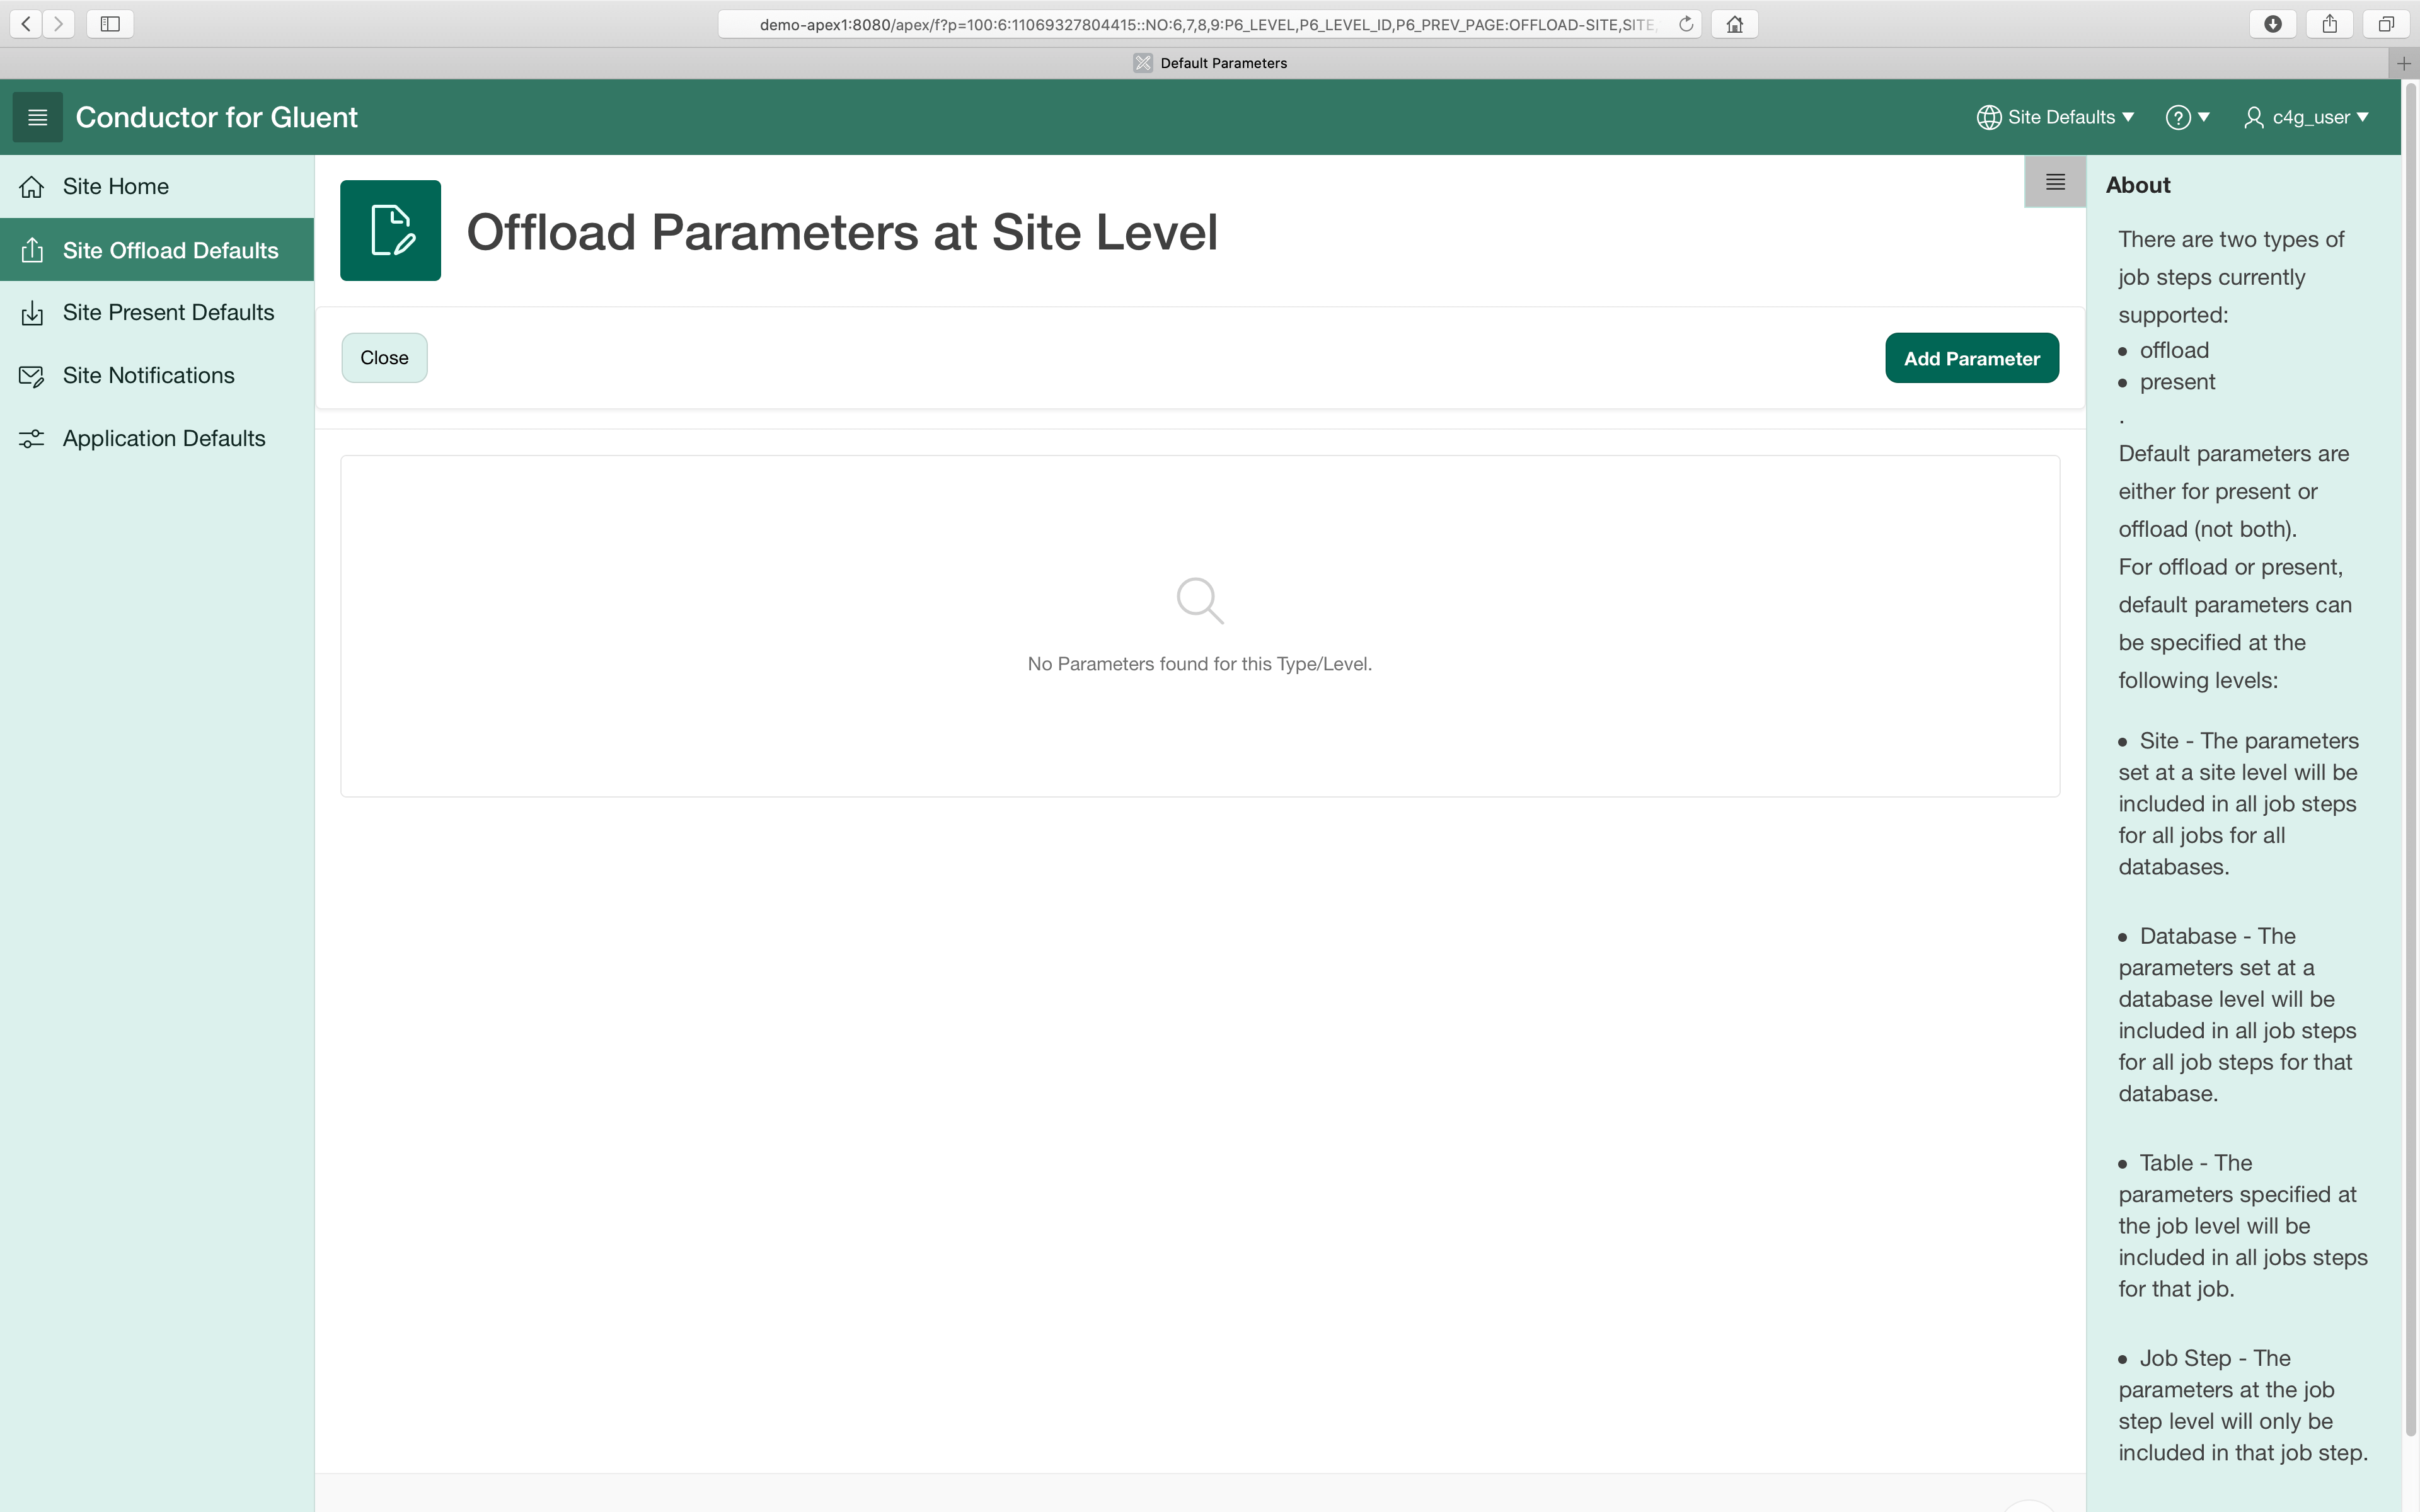 demo-apex1:8080/apex/f?p=100:6:11069327804415::NO:6,7,8,9:P6_LEVEL,P6_LEVEL_ID,P6_PREV_PAGE:OFFLOAD-SITE,SITE,
Default Parameters
Conductor for Gluent
Site Defaults
?
c4g_user
Site Home
Site Offload Defaults
Site Present Defaults
Site Notifications
Application Defaults
Offload Parameters at Site Level
Close
Add Parameter
No Parameters found for this Type/Level.
About
There are two types of
job steps currently
supported:
• offload
• present
.
Default parameters are
either for present or
offload (not both).
For offload or present,
default parameters can
be specified at the
following levels:
• Site - The parameters
set at a site level will be
included in all job steps
for all jobs for all
databases.
• Database - The
parameters set at a
database level will be
included in all job steps
for all job steps for that
database.
• Table - The
parameters specified at
the job level will be
included in all jobs steps
for that job.
• Job Step - The
parameters at the job
step level will only be
included in that job step.